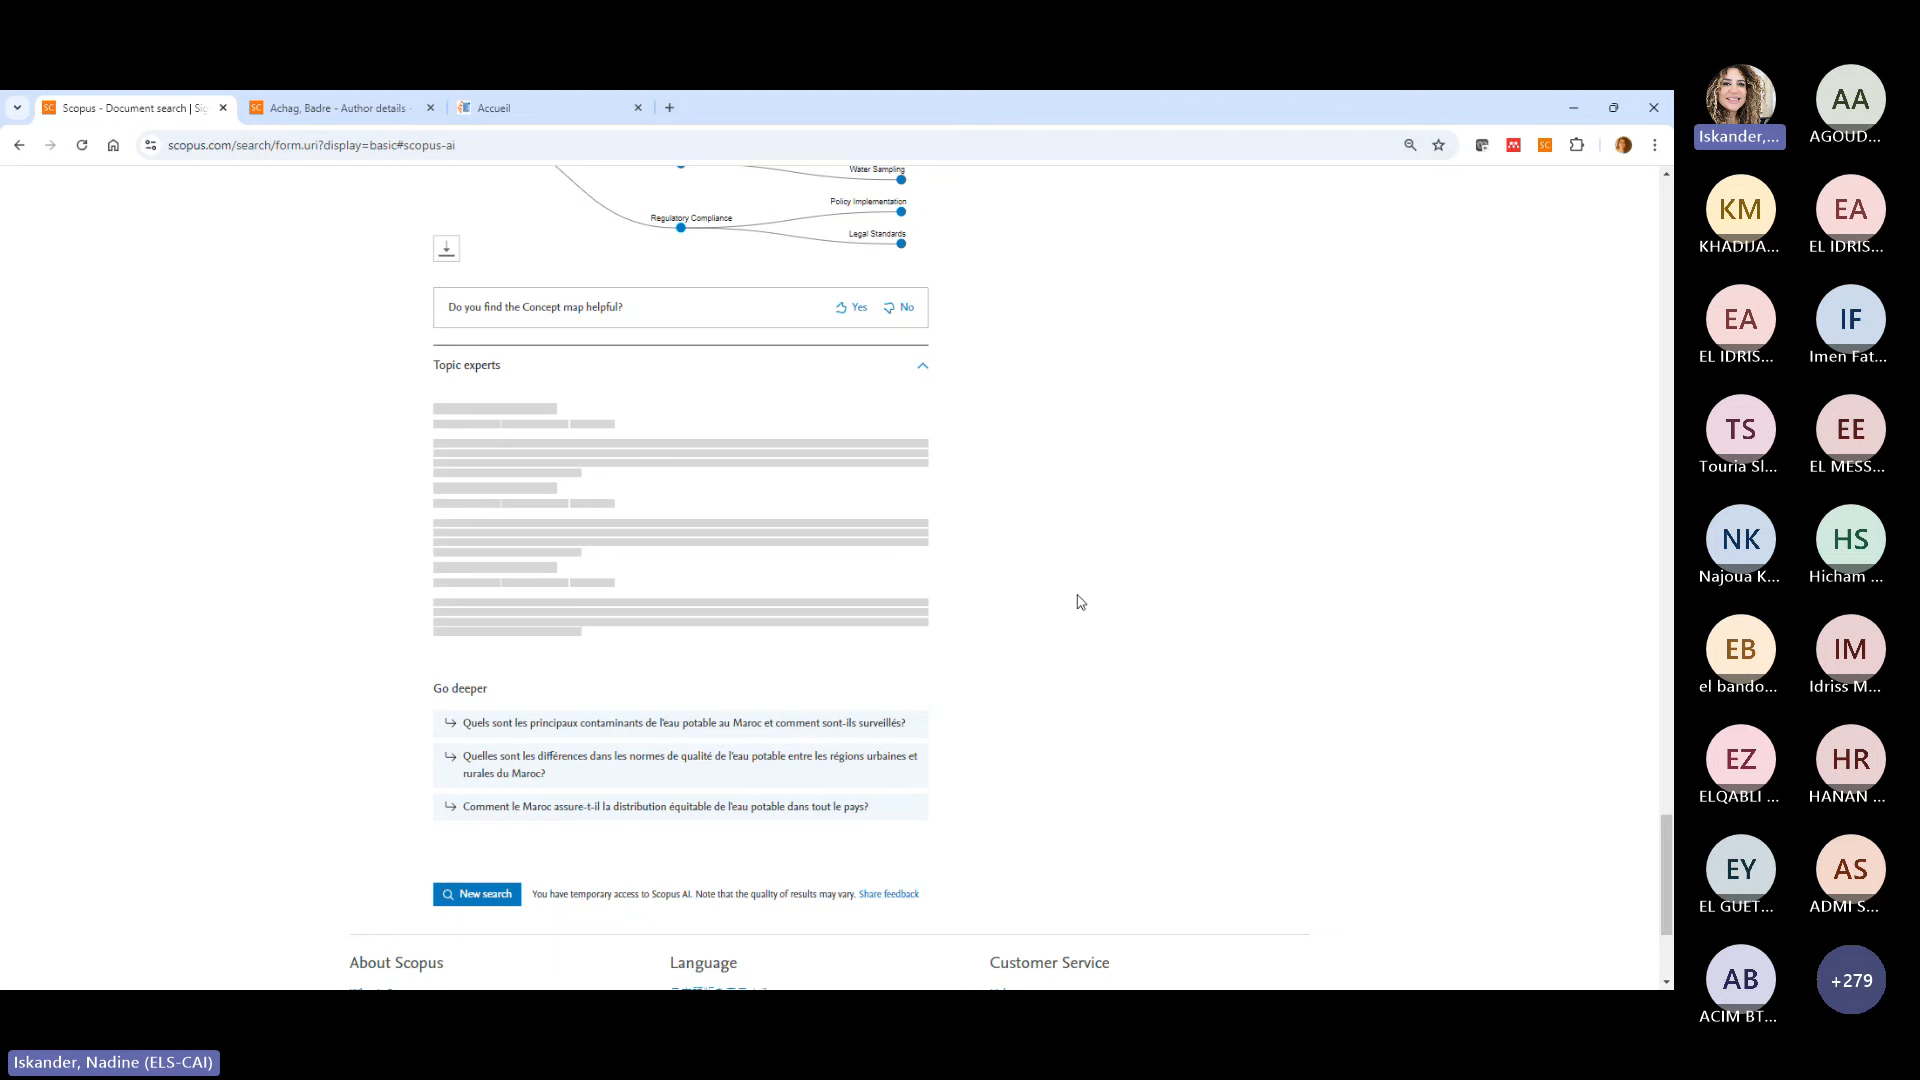 Scopus - Document search | Sig
Achag, Badre - Author details -
Accueil
scopus.com/search/form.uri?display=basic#scopus-ai
Water Sampling
Policy Implementation
Regulatory Compliance
Legal Standards
Do you find the Concept map helpful?
Yes
No
Topic experts
Go deeper
Quels sont les principaux contaminants de l'eau potable au Maroc et comment sont-ils surveillés?
Quelles sont les différences dans les normes de qualité de l'eau potable entre les régions urbaines et
rurales du Maroc?
Comment le Maroc assure-t-il la distribution équitable de l'eau potable dans tout le pays?
New search
You have temporary access to Scopus AI. Note that the quality of results may vary. Share feedback
About Scopus
Language
Customer Service
Iskander,...
AA
AGOUD...
KM
KHADIJA...
EA
EL IDRIS...
EA
EL IDRIS...
IF
Imen Fat...
TS
Touria Sl...
EE
EL MESS...
NK
Najoua K...
HS
Hicham ...
EB
el bando...
IM
Idriss M...
EZ
ELQABLI ...
HR
HANAN ...
EY
EL GUET...
AS
ADMI S...
AB
ACIM BT...
+279
Iskander, Nadine (ELS-CAI)